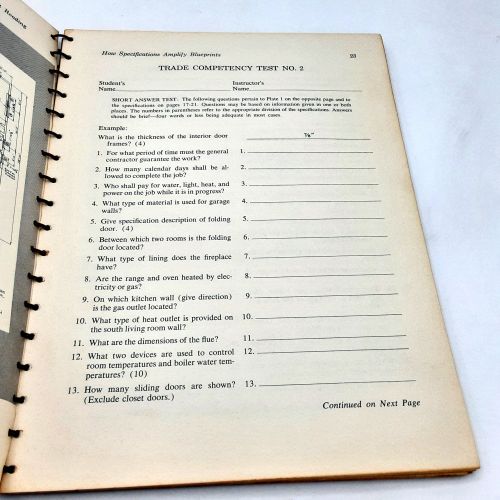 Reading
How Specifications Amplify Blueprints 23
TRADE COMPETENCY TEST NO. 2
Student's Instructor's
Name Name
SHORT ANSWER TEST: The following questions pertain to Plate 1 on the opposite page and to
the specifications on pages 17-21. Questions may be based on information given in one or both
places. The numbers in parentheses refer to the appropriate division of the specifications. Answers
should be brief—four words or less being adequate in most cases.
Example:
What is the thickness of the interior door ⅞"
frames? (4)
1. For what period of time must the general 1.
contractor guarantee the work?
2. How many calendar days shall be al- 2.
lowed to complete the job?
3. Who shall pay for water, light, heat, and 3.
power on the job while it is in progress?
4. What type of material is used for garage 4.
walls?
5. Give specification description of folding 5.
door. (4)
6. Between which two rooms is the folding 6.
door located?
7. What type of lining does the fireplace 7.
have?
8. Are the range and oven heated by elec- 8.
tricity or gas?
9. On which kitchen wall (give direction) 9.
is the gas outlet located?
10. What type of heat outlet is provided on 10.
the south living room wall?
11. What are the dimensions of the flue? 11.
12. What two devices are used to control 12.
room temperatures and boiler water tem-
peratures? (10)
13. How many sliding doors are shown? 13.
(Exclude closet doors.)
Continued on Next Page